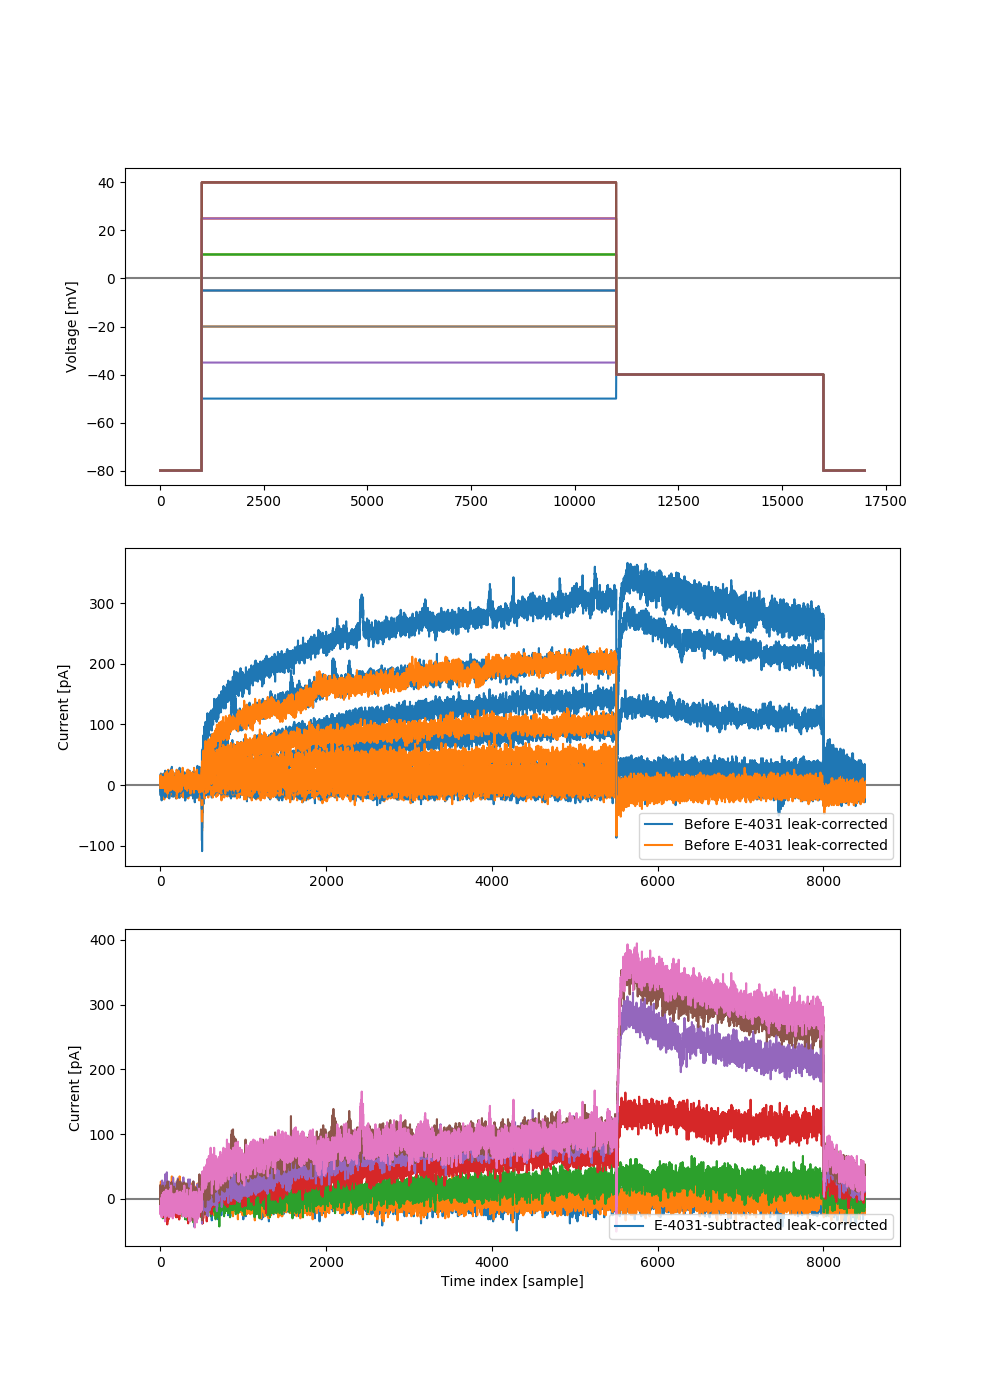 40
20
0
−20
−40
−60
−80
Voltage [mV]
0 2500 5000 7500 10000 12500 15000 17500
300
200
100
0
−100
Current [pA]
Before E-4031 leak-corrected
Before E-4031 leak-corrected
0 2000 4000 6000 8000
400
300
200
100
0
Current [pA]
E-4031-subtracted leak-corrected
0 2000 4000 6000 8000
Time index [sample]